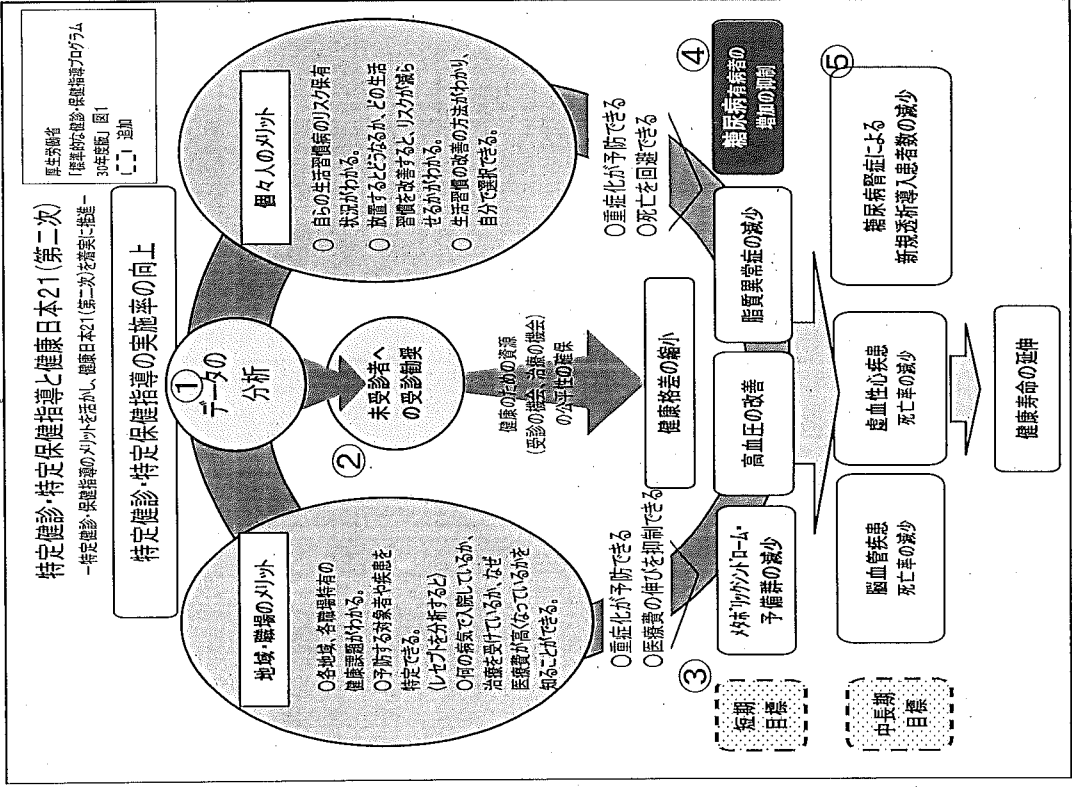 特定健診・特定保健指導と健康日本21(第二次)
-特定健診・保健指導のメリットを活かし、健康日本21(第二次)を着実に推進-
厚生労働省
「標準的な健診・保健指導プログラム
30年度版」 図1
追加
特定健診・特定保健指導の実施率の向上
①
データの
分析
②
未受診者へ
の受診勧奨
地域・職場のメリット
○各地域、各職場特有の
健康課題がわかる。
○予防する対象者や疾患を
特定できる。
(レセプトを分析すると)
○何の病気で入院しているか、
治療を受けているか、なぜ
医療費が高くなっているかを
知ることができる。
個々人のメリット
○ 自らの生活習慣病のリスク保有
状況がわかる。
○ 放置するとどうなるか、どの生活
習慣を改善すると、リスクが減ら
せるかがわかる。
○ 生活習慣の改善の方法がわかり、
自分で選択できる。
健康のための資源
(受診の機会、治療の機会)
の公平性の確保
○重症化が予防できる
○医療費の伸びを抑制できる
○重症化が予防できる
○死亡を回避できる
健康格差の縮小
③
短期
目標
メタボリックシンドローム・
予備群の減少
高血圧の改善
脂質異常症の減少
④
糖尿病有病者の
増加の抑制
中長期
目標
脳血管疾患
死亡率の減少
虚血性心疾患
死亡率の減少
⑤
糖尿病腎症による
新規透析導入患者数の減少
健康寿命の延伸